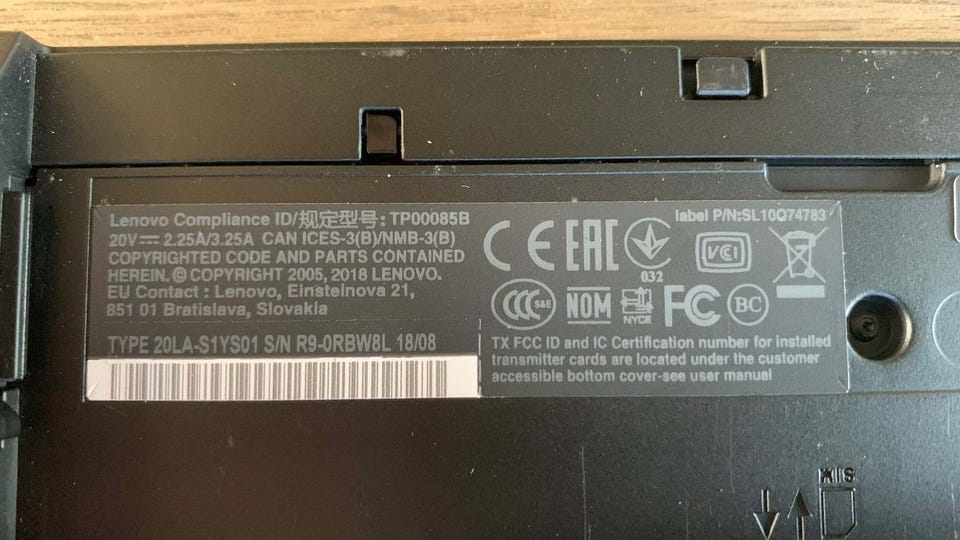 Lenovo Compliance ID/规定型号: TP00085B
20V⎓ 2.25A/3.25A CAN ICES-3(B)/NMB-3(B)
COPYRIGHTED CODE AND PARTS CONTAINED
HEREIN. © COPYRIGHT 2005, 2018 LENOVO.
EU Contact : Lenovo, Einsteinova 21,
851 01 Bratislava, Slovakia
TYPE 20LA-S1YS01 S/N R9-0RBW8L 18/08
label P/N:SL10Q74783
CE EAC 032 VCI
CCC S&E NOM NYCE FC BC
TX FCC ID and IC Certification number for installed
transmitter cards are located under the customer
accessible bottom cover-see user manual
SIM